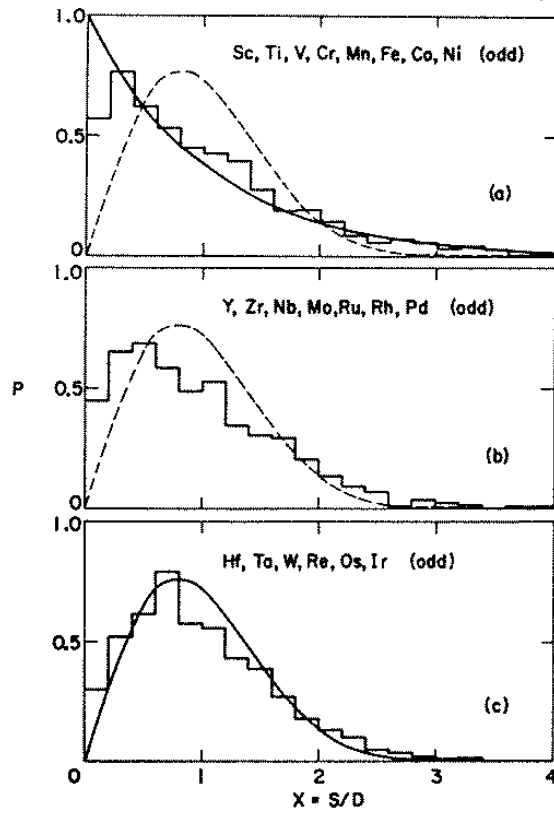 1.0
Sc, Ti, V, Cr, Mn, Fe, Co, Ni (odd)
0.5
(a)
0
1.0
Y, Zr, Nb, Mo, Ru, Rh, Pd (odd)
P
0.5
(b)
0
1.0
Hf, Ta, W, Re, Os, Ir (odd)
0.5
(c)
0
0 1 2 3 4
X = S/D